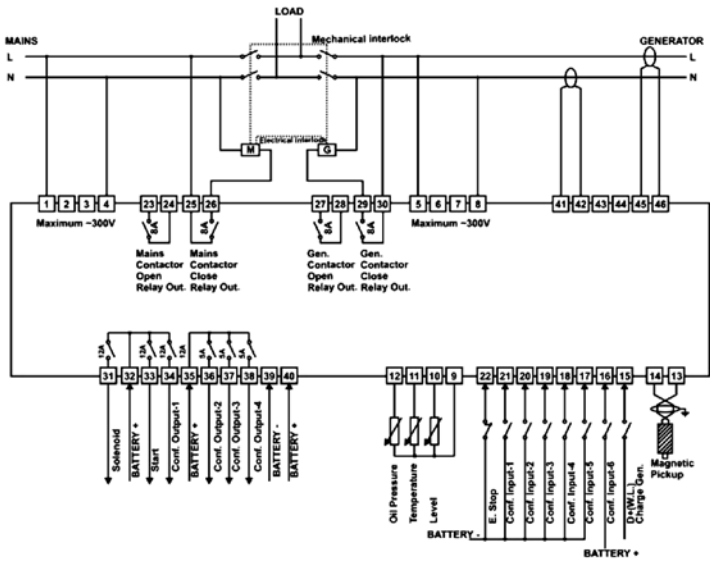 LOAD
MAINS
Mechanical interlock
GENERATOR
L
L
N
N
Electrical Interlock
M
G
1 2 3 4 23 24 25 26 27 28 29 30 5 6 7 8 41 42 43 44 45 46
Maximum ~300V
8A
8A
8A
8A
Maximum ~300V
Mains
Contactor
Open
Relay Out.
Mains
Contactor
Close
Relay Out.
Gen.
Contactor
Open
Relay Out.
Gen.
Contactor
Close
Relay Out.
12A
12A
12A
5A
5A
5A
31 32 33 34 35 36 37 38 39 40 12 11 10 9 22 21 20 19 18 17 16 15 14 13
Solenoid
BATTERY +
Start
Conf. Output-1
BATTERY +
Conf. Output-2
Conf. Output-3
Conf. Output-4
BATTERY -
BATTERY +
Oil Pressure
Temperature
Level
E. Stop
Conf. Input-1
Conf. Input-2
Conf. Input-3
Conf. Input-4
Conf. Input-5
Conf. Input-6
D+(W.L.)
Charge Gen.
Magnetic
Pickup
BATTERY -
BATTERY +